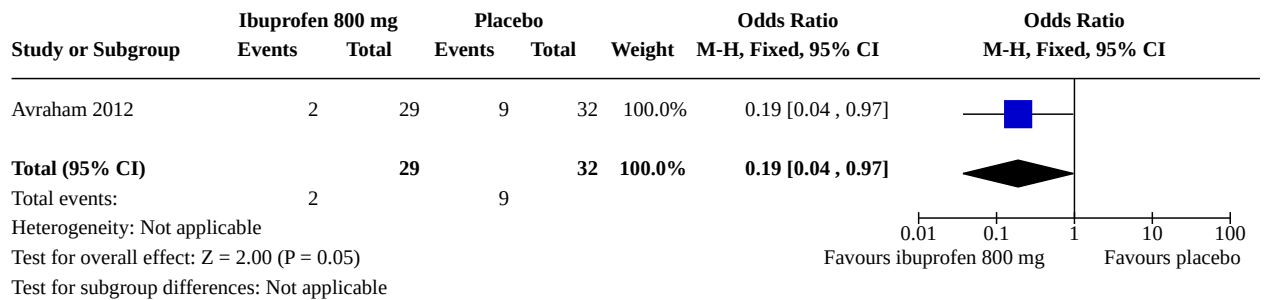 Ibuprofen 800 mg Placebo Odds Ratio Odds Ratio
Study or Subgroup Events Total Events Total Weight M-H, Fixed, 95% CI M-H, Fixed, 95% CI
Avraham 2012 2 29 9 32 100.0% 0.19 [0.04 , 0.97]
Total (95% CI) 29 32 100.0% 0.19 [0.04 , 0.97]
Total events: 2 9
Heterogeneity: Not applicable
0.01 0.1 1 10 100
Test for overall effect: Z = 2.00 (P = 0.05) Favours ibuprofen 800 mg Favours placebo
Test for subgroup differences: Not applicable